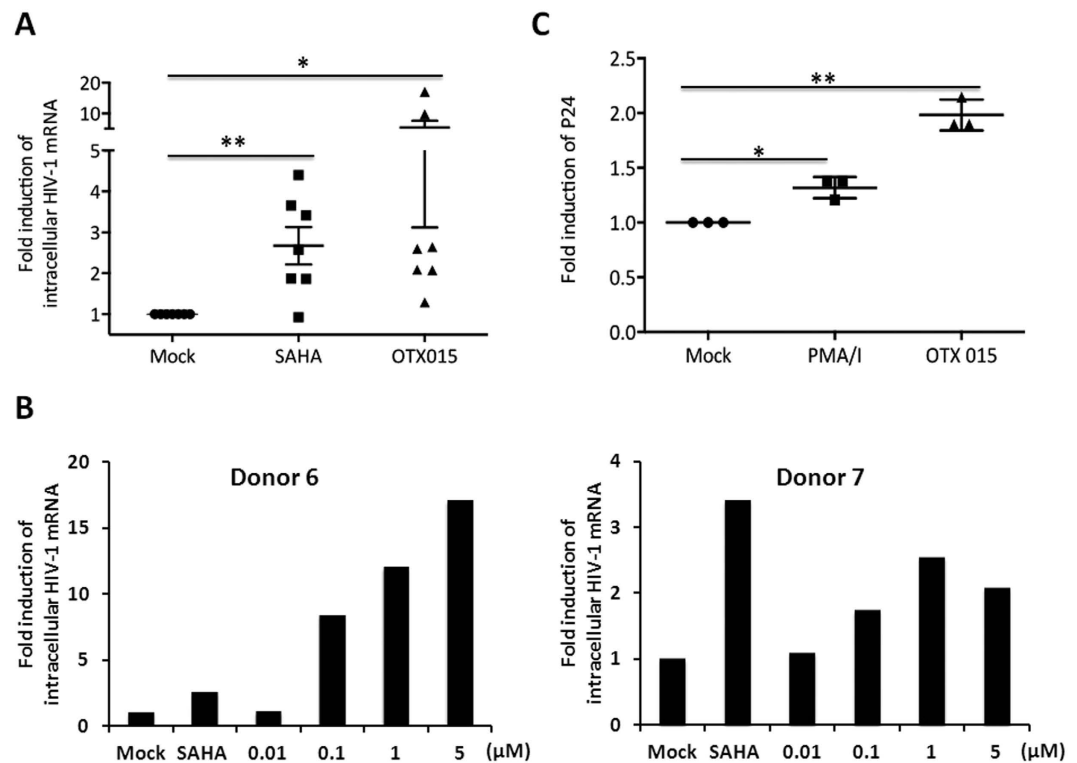 A
Fold induction of
intracellular HIV-1 mRNA
20
10
5
4
3
2
1
*
**
Mock SAHA OTX015
C
Fold induction of P24
2.5
2.0
1.5
1.0
0.5
0.0
**
*
Mock PMA/I OTX 015
B
Fold induction of
intracellular HIV-1 mRNA
Donor 6
20
15
10
5
0
Mock SAHA 0.01 0.1 1 5 (μM)
Fold induction of
intracellular HIV-1 mRNA
Donor 7
4
3
2
1
0
Mock SAHA 0.01 0.1 1 5 (μM)